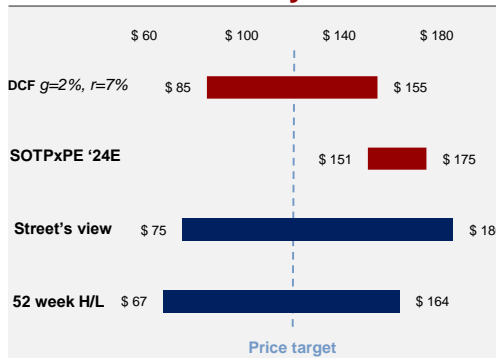 $ 60 $ 100 $ 140 $ 180
DCF g=2%, r=7% $ 85 $ 155
SOTPxPE ‘24E $ 151 $ 175
Street's view $ 75
52 week H/L $ 67 $ 164
Price target